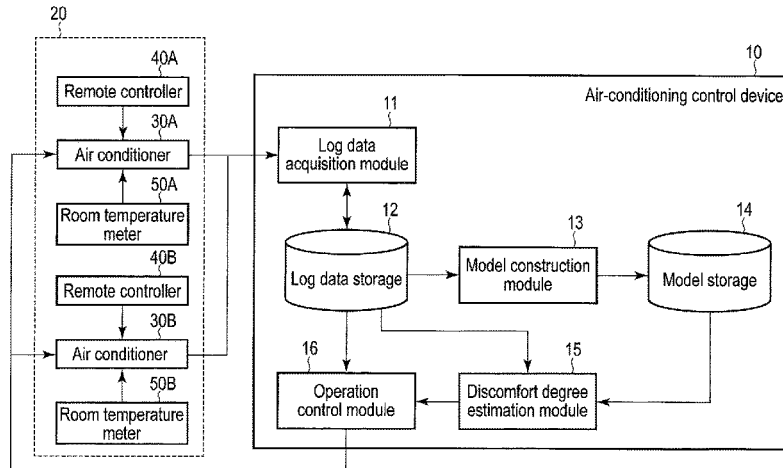 20
40A
Remote controller
30A
Air conditioner
50A
Room temperature
meter
40B
Remote controller
30B
Air conditioner
50B
Room temperature
meter
10
Air-conditioning control device
11
Log data
acquisition module
12
Log data storage
13
Model construction
module
14
Model storage
16
Operation
control module
15
Discomfort degree
estimation module